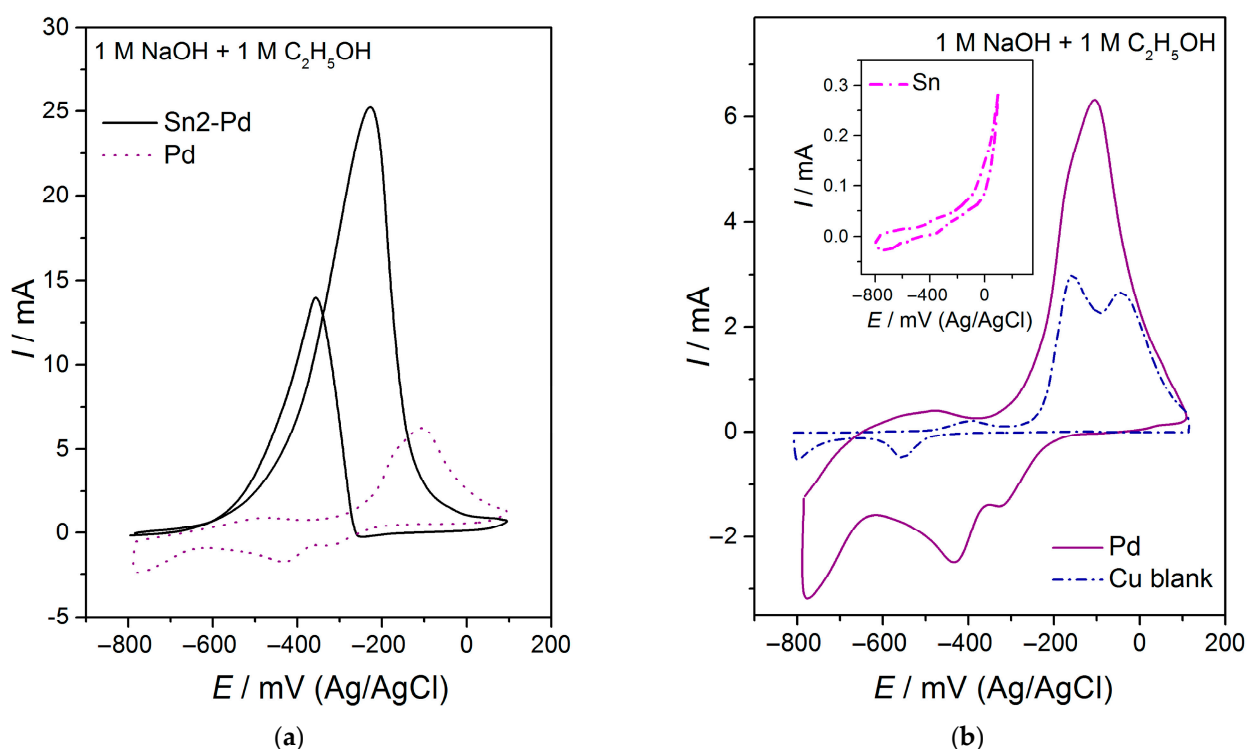 1 M NaOH + 1 M C₂H₅OH
Sn2-Pd
Pd
I / mA
30
25
20
15
10
5
0
-5
−800 −600 −400 −200 0 200
E / mV (Ag/AgCl)
(a)
1 M NaOH + 1 M C₂H₅OH
Sn
I / mA
0.3
0.2
0.1
0.0
−800 −400 0
E / mV (Ag/AgCl)
I / mA
6
4
2
0
−2
Pd
Cu blank
−800 −600 −400 −200 0 200
E / mV (Ag/AgCl)
(b)